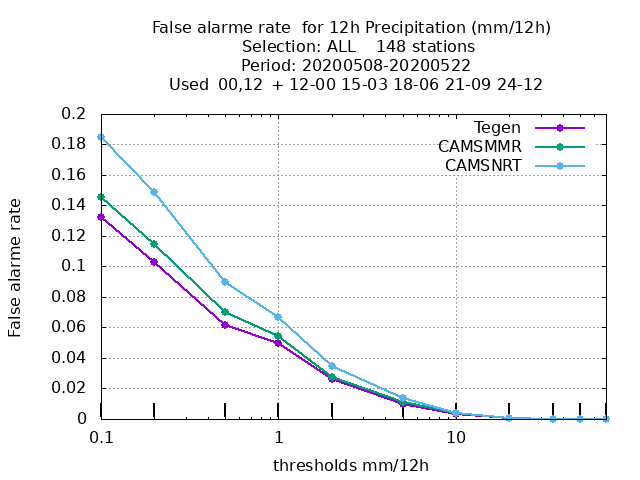 False alarme rate  for 12h Precipitation (mm/12h)
Selection: ALL    148 stations
Period: 20200508-20200522
Used  00,12  + 12-00 15-03 18-06 21-09 24-12
Tegen
CAMSMMR
CAMSNRT
False alarme rate
0.2
0.18
0.16
0.14
0.12
0.1
0.08
0.06
0.04
0.02
0
0.1 1 10
thresholds mm/12h